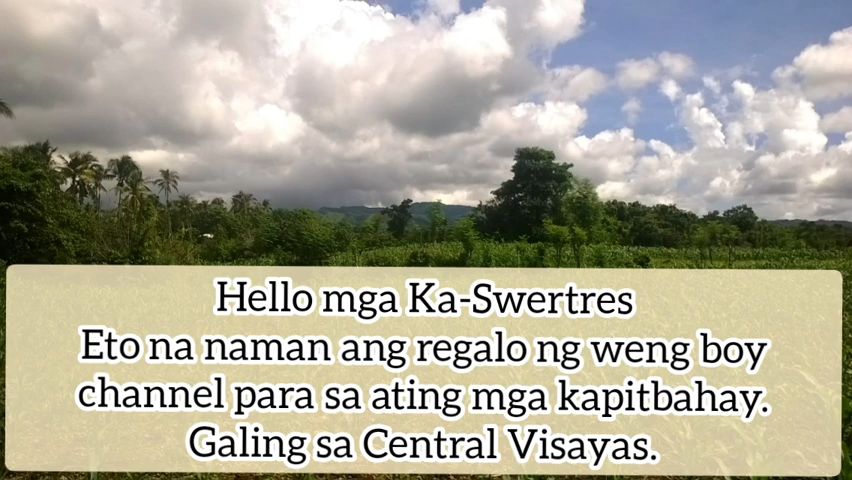 Hello mga Ka-Swertres
Eto na naman ang regalo ng weng boy
channel para sa ating mga kapitbahay.
Galing sa Central Visayas.